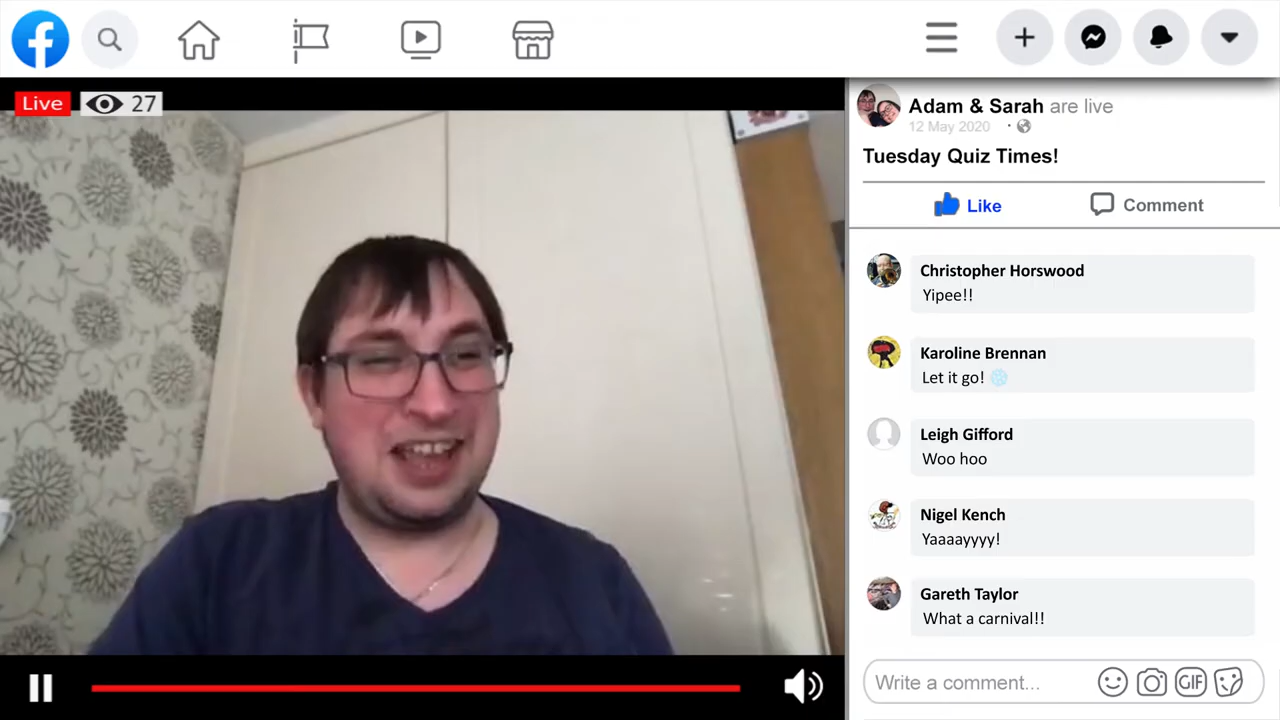 Live 27
Adam & Sarah are live
12 May 2020
Tuesday Quiz Times!
Like
Comment
Christopher Horswood
Yipee!!
Karoline Brennan
Let it go!
Leigh Gifford
Woo hoo
Nigel Kench
Yaaaayyyy!
Gareth Taylor
What a carnival!!
Write a comment...
GIF